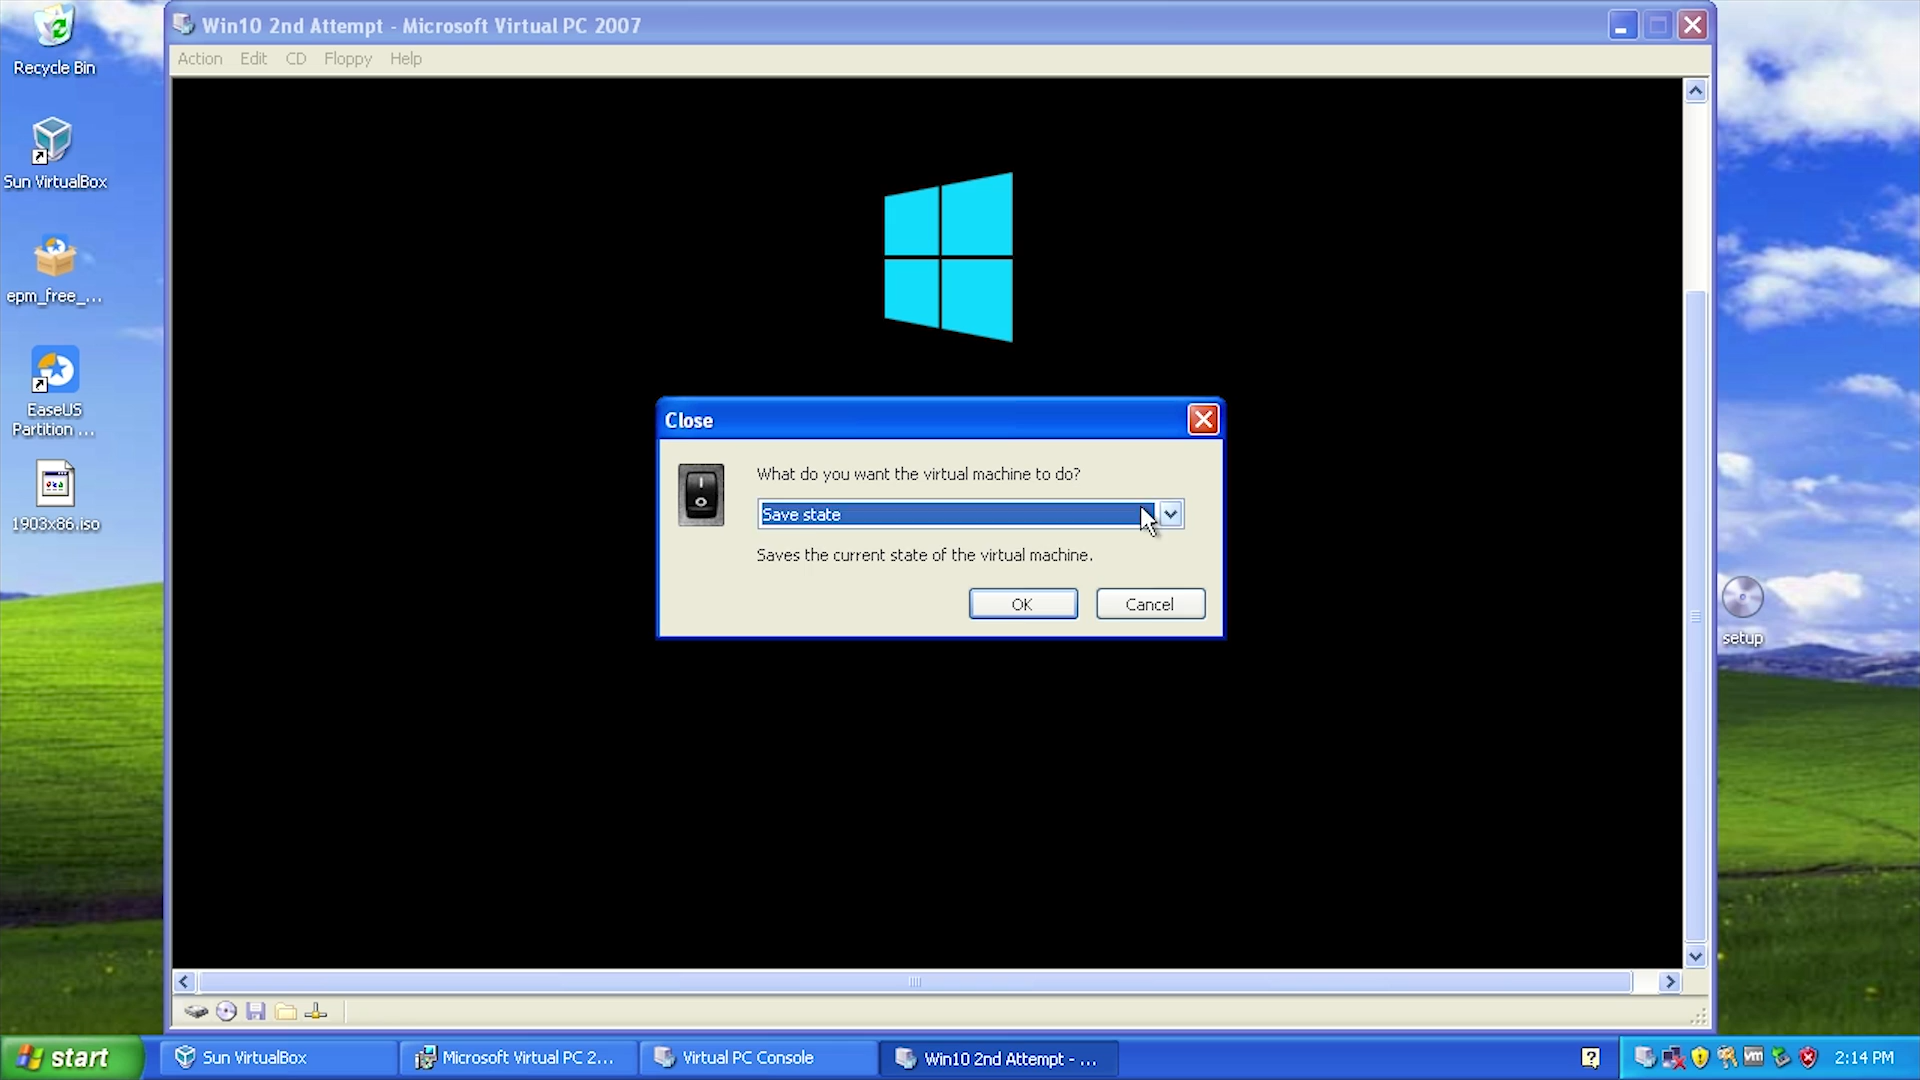 Win10 2nd Attempt - Microsoft Virtual PC 2007
Action Edit CD Floppy Help
Recycle Bin
Sun VirtualBox
epm_free_...
EaseUS
Partition ...
1903x86.iso
Close
What do you want the virtual machine to do?
Save state
Saves the current state of the virtual machine.
OK Cancel
setup
start Sun VirtualBox Microsoft Virtual PC 2... Virtual PC Console Win10 2nd Attempt - ... ? vm 2:14 PM